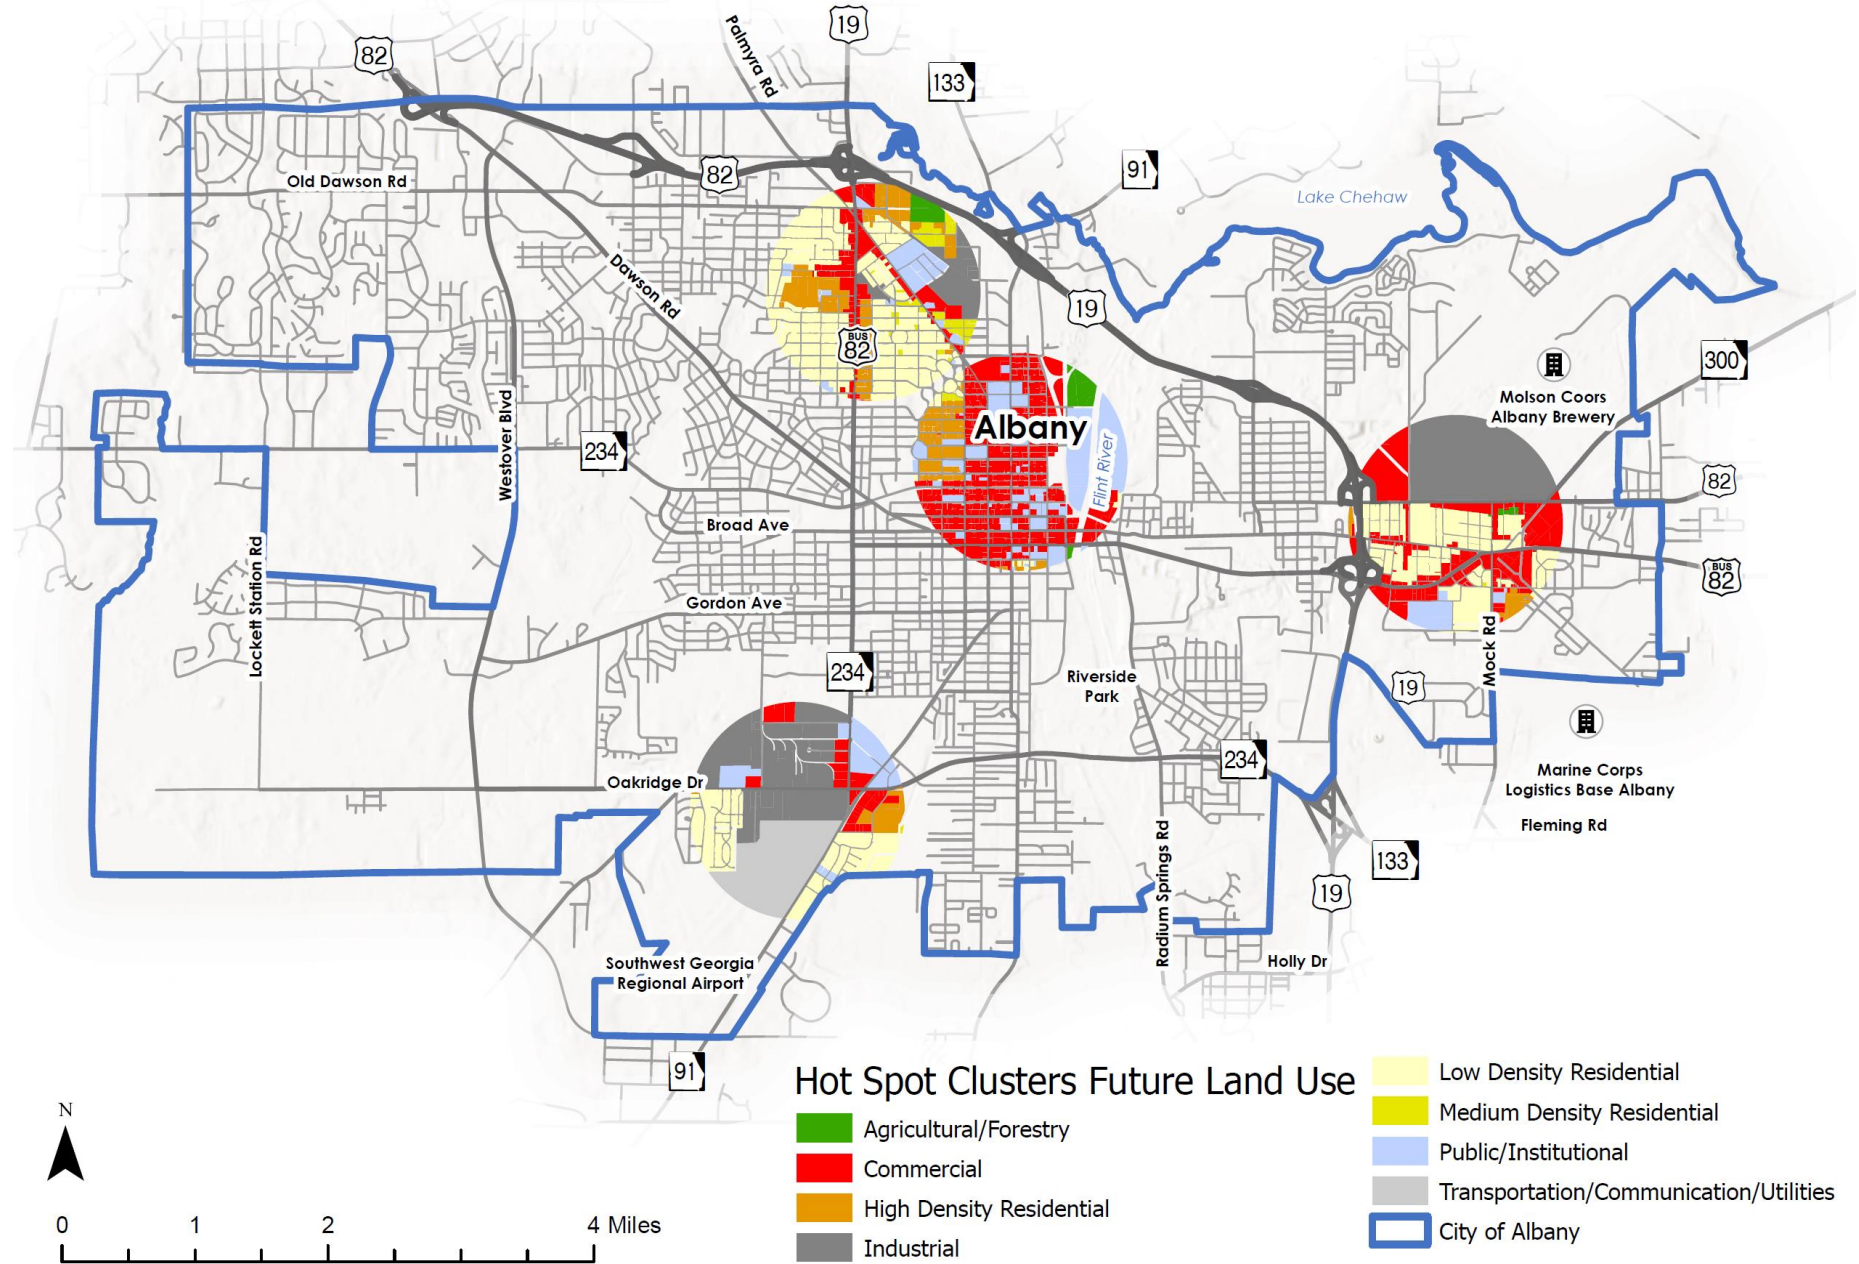 19
82
Palmyra Rd
133
91
82
Old Dawson Rd
Lake Chehaw
Dawson Rd
19
BUS
82
300
Molson Coors
Albany Brewery
Westover Blvd
Albany
234
Flint River
82
Broad Ave
BUS
82
Lockett Station Rd
Gordon Ave
Mock Rd
234
Riverside
Park
19
234
Oakridge Dr
Marine Corps
Logistics Base Albany
Fleming Rd
Radium Springs Rd
133
19
Southwest Georgia
Regional Airport
Holly Dr
91
Hot Spot Clusters Future Land Use
Agricultural/Forestry
Commercial
High Density Residential
Industrial
Low Density Residential
Medium Density Residential
Public/Institutional
Transportation/Communication/Utilities
City of Albany
N
0 1 2 4 Miles